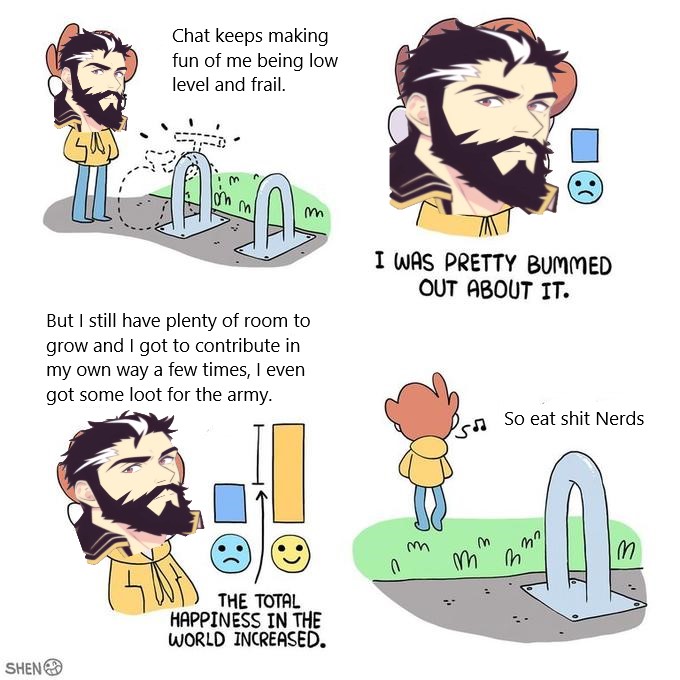 Chat keeps making
fun of me being low
level and frail.
I WAS PRETTY BUMMED
OUT ABOUT IT.
But I still have plenty of room to
grow and I got to contribute in
my own way a few times, I even
got some loot for the army.
THE TOTAL
HAPPINESS IN THE
WORLD INCREASED.
So eat shit Nerds
SHEN